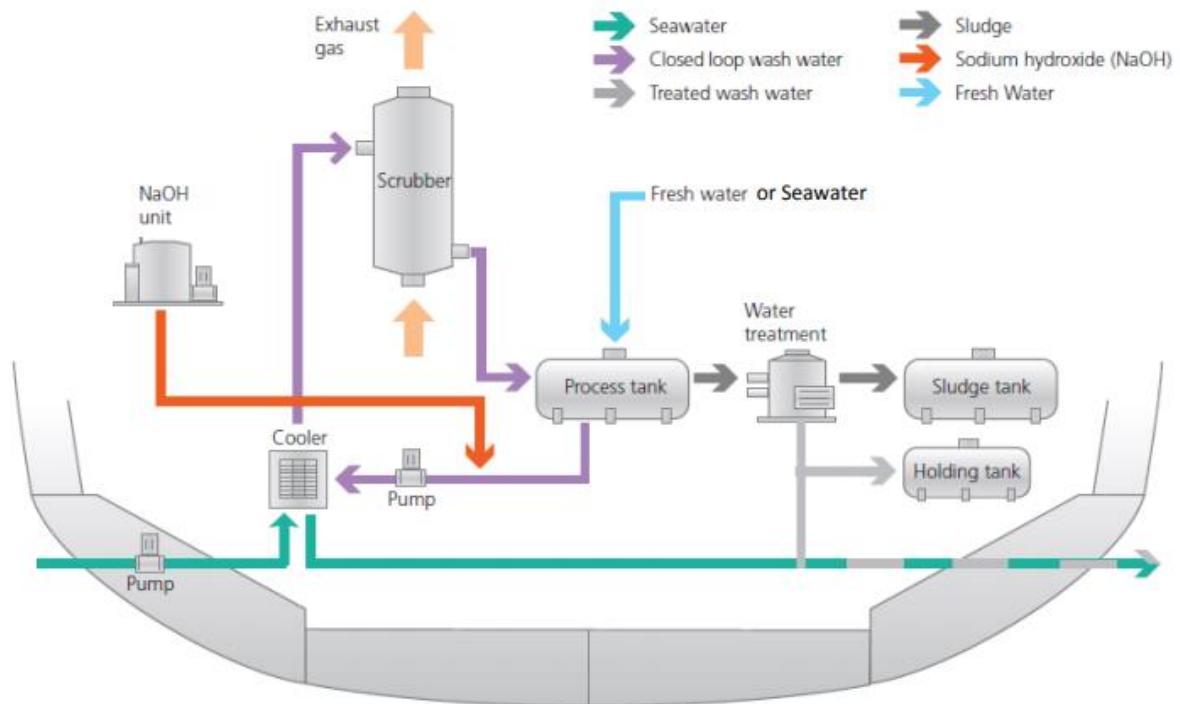 Exhaust
gas
Seawater
Closed loop wash water
Treated wash water
Sludge
Sodium hydroxide (NaOH)
Fresh Water
Scrubber
NaOH
unit
Fresh water or Seawater
Water
treatment
Process tank
Sludge tank
Cooler
Holding tank
Pump
Pump